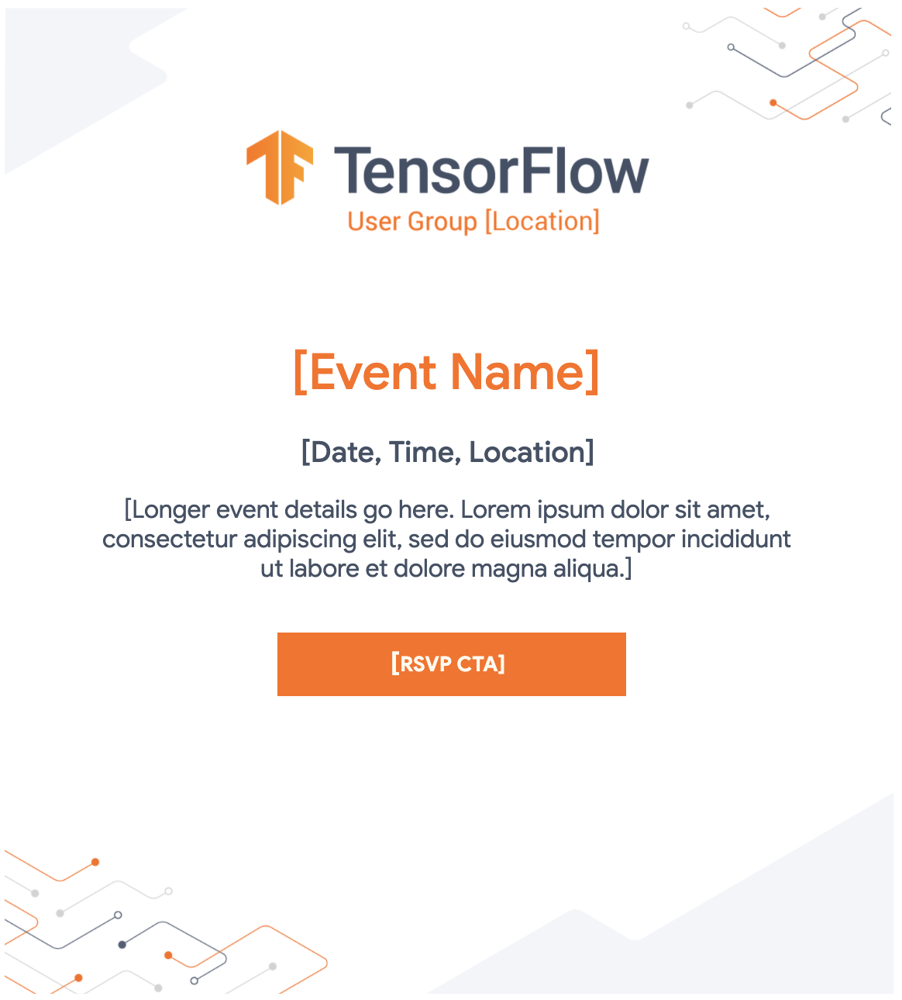 TensorFlow
User Group [Location]
[Event Name]
[Date, Time, Location]
[Longer event details go here. Lorem ipsum dolor sit amet,
consectetur adipiscing elit, sed do eiusmod tempor incididunt
ut labore et dolore magna aliqua.]
[RSVP CTA]